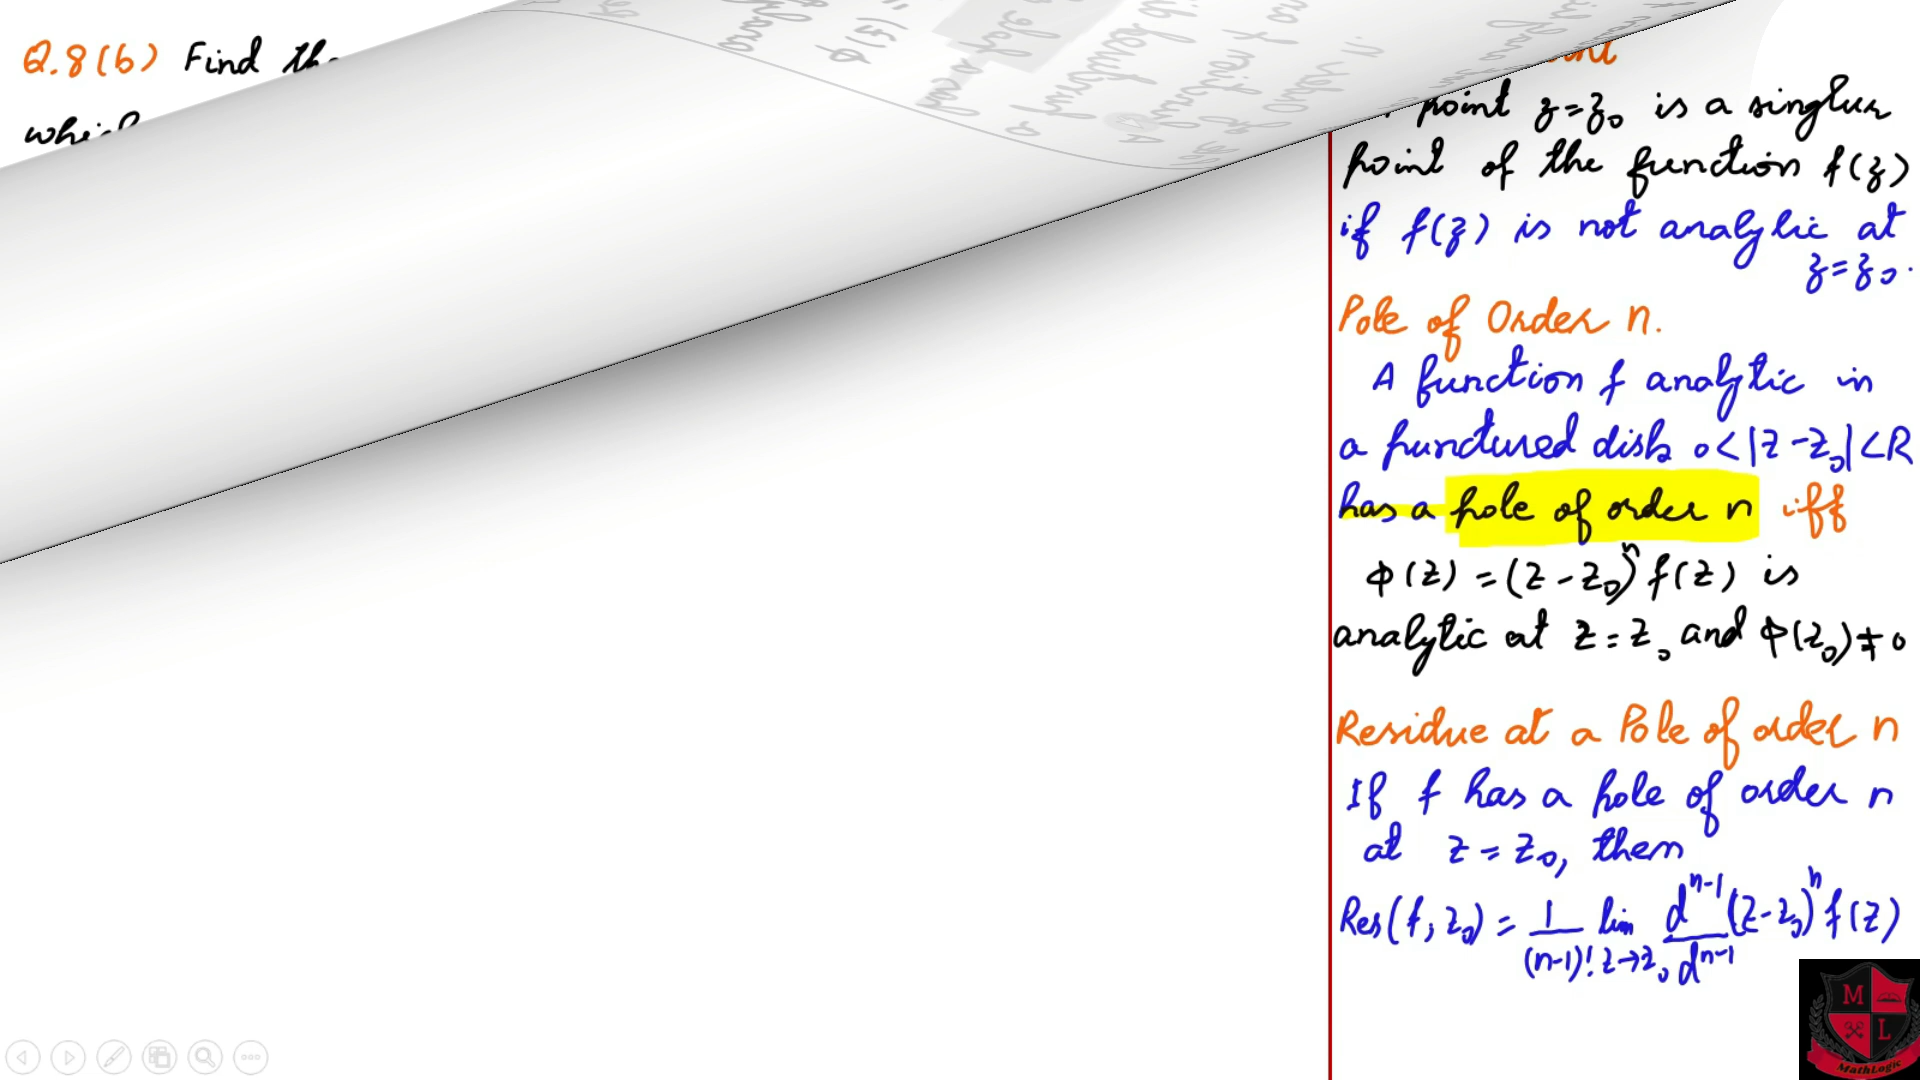 Q.8(b) Find the
which
point z=z₀ is a singlur
point of the function f(z)
if f(z) is not analytic at
z=z₀.
Pole of Order n.
A function f analytic in
a punctured disk 0<|z-z₀|<R
has a pole of order n iff
φ(z) = (z-z₀)ⁿ f(z) is
analytic at z=z₀ and φ(z₀)≠0
Residue at a Pole of order n
If f has a pole of order n
at z=z₀, then
Res(f, z₀) = 1/(n-1)! lim z→z₀ dⁿ⁻¹/dⁿ⁻¹ (z-z₀)ⁿ f(z)
M
L
MathLogic